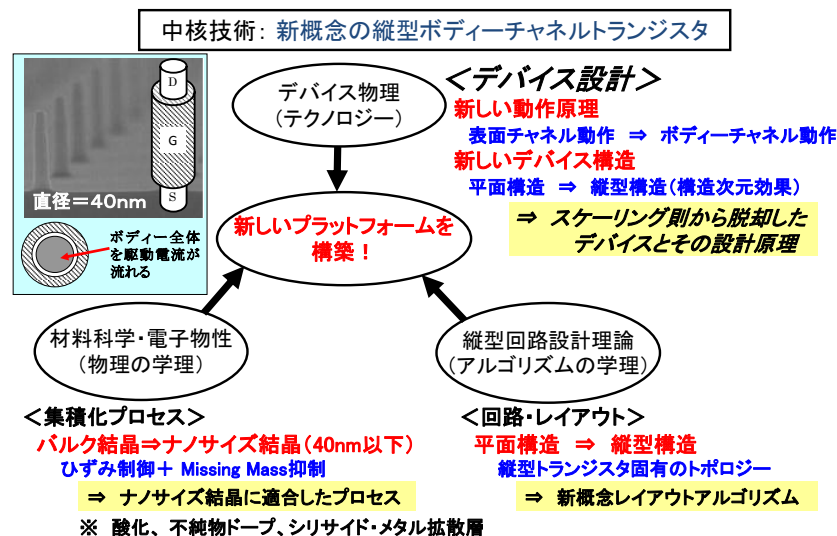 中核技術: 新概念の縦型ボディーチャネルトランジスタ
D
G
S
直径＝40nm
ボディー全体
を駆動電流が
流れる
デバイス物理
(テクノロジー)
＜デバイス設計＞
新しい動作原理
表面チャネル動作 ⇒ ボディーチャネル動作
新しいデバイス構造
平面構造 ⇒ 縦型構造(構造次元効果)
⇒ スケーリング則から脱却した
デバイスとその設計原理
新しいプラットフォームを
構築！
材料科学・電子物性
(物理の学理)
縦型回路設計理論
(アルゴリズムの学理)
＜集積化プロセス＞
バルク結晶⇒ナノサイズ結晶(40nm以下)
ひずみ制御＋ Missing Mass抑制
⇒ ナノサイズ結晶に適合したプロセス
※ 酸化、不純物ドープ、シリサイド・メタル拡散層
＜回路・レイアウト＞
平面構造 ⇒ 縦型構造
縦型トランジスタ固有のトポロジー
⇒ 新概念レイアウトアルゴリズム